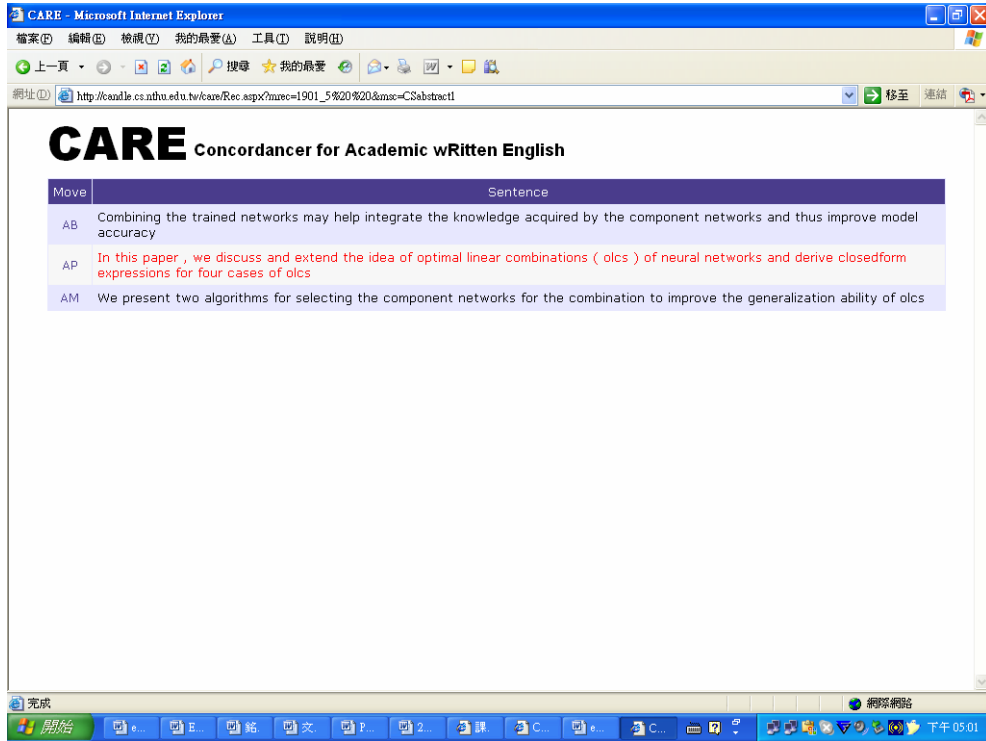 CARE - Microsoft Internet Explorer
檔案(F) 編輯(E) 檢視(V) 我的最愛(A) 工具(T) 說明(H)
上一頁 搜尋 我的最愛
網址(D) http://candle.cs.nthu.edu.tw/care/Rec.aspx?mrec=1901_5%20%20&msc=CSabstract1 移至 連結
CARE Concordancer for Academic wRitten English
Move Sentence
AB Combining the trained networks may help integrate the knowledge acquired by the component networks and thus improve model
accuracy
AP In this paper , we discuss and extend the idea of optimal linear combinations ( olcs ) of neural networks and derive closedform
expressions for four cases of olcs
AM We present two algorithms for selecting the component networks for the combination to improve the generalization ability of olcs
完成 網際網路
開始 e... E... 銘. 文. P... 2... 課. C... e... C... 下午 05:01